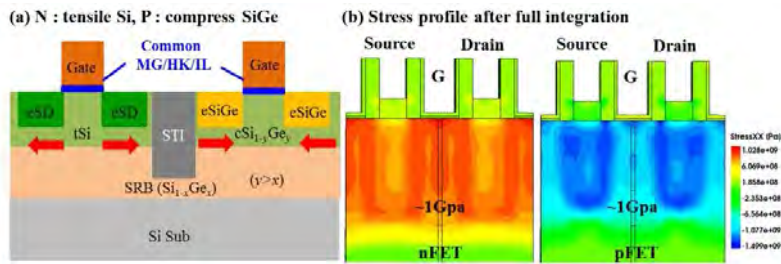 (a) N : tensile Si, P : compress SiGe
Common
MG/HK/IL
Gate
Gate
eSD
eSD
eSiGe
eSiGe
tSi
STI
cSi1-yGey
SRB (Si1-xGex)
(y>x)
Si Sub
(b) Stress profile after full integration
Source
Drain
G
Source
Drain
G
~1Gpa
~1Gpa
nFET
pFET
StressXX (Pa)
1.028e+09
6.069e+08
1.858e+08
-2.353e+08
-6.564e+08
-1.077e+09
-1.499e+09